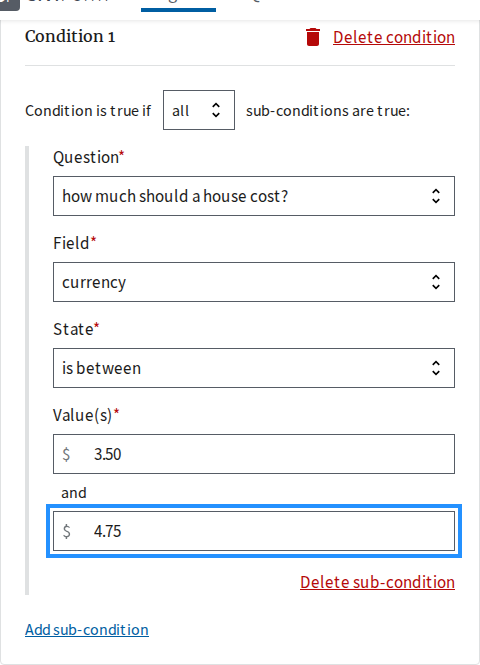 Condition 1
Delete condition
Condition is true if all sub-conditions are true:
Question*
how much should a house cost?
Field*
currency
State*
is between
Value(s)*
$ 3.50
and
$ 4.75
Delete sub-condition
Add sub-condition